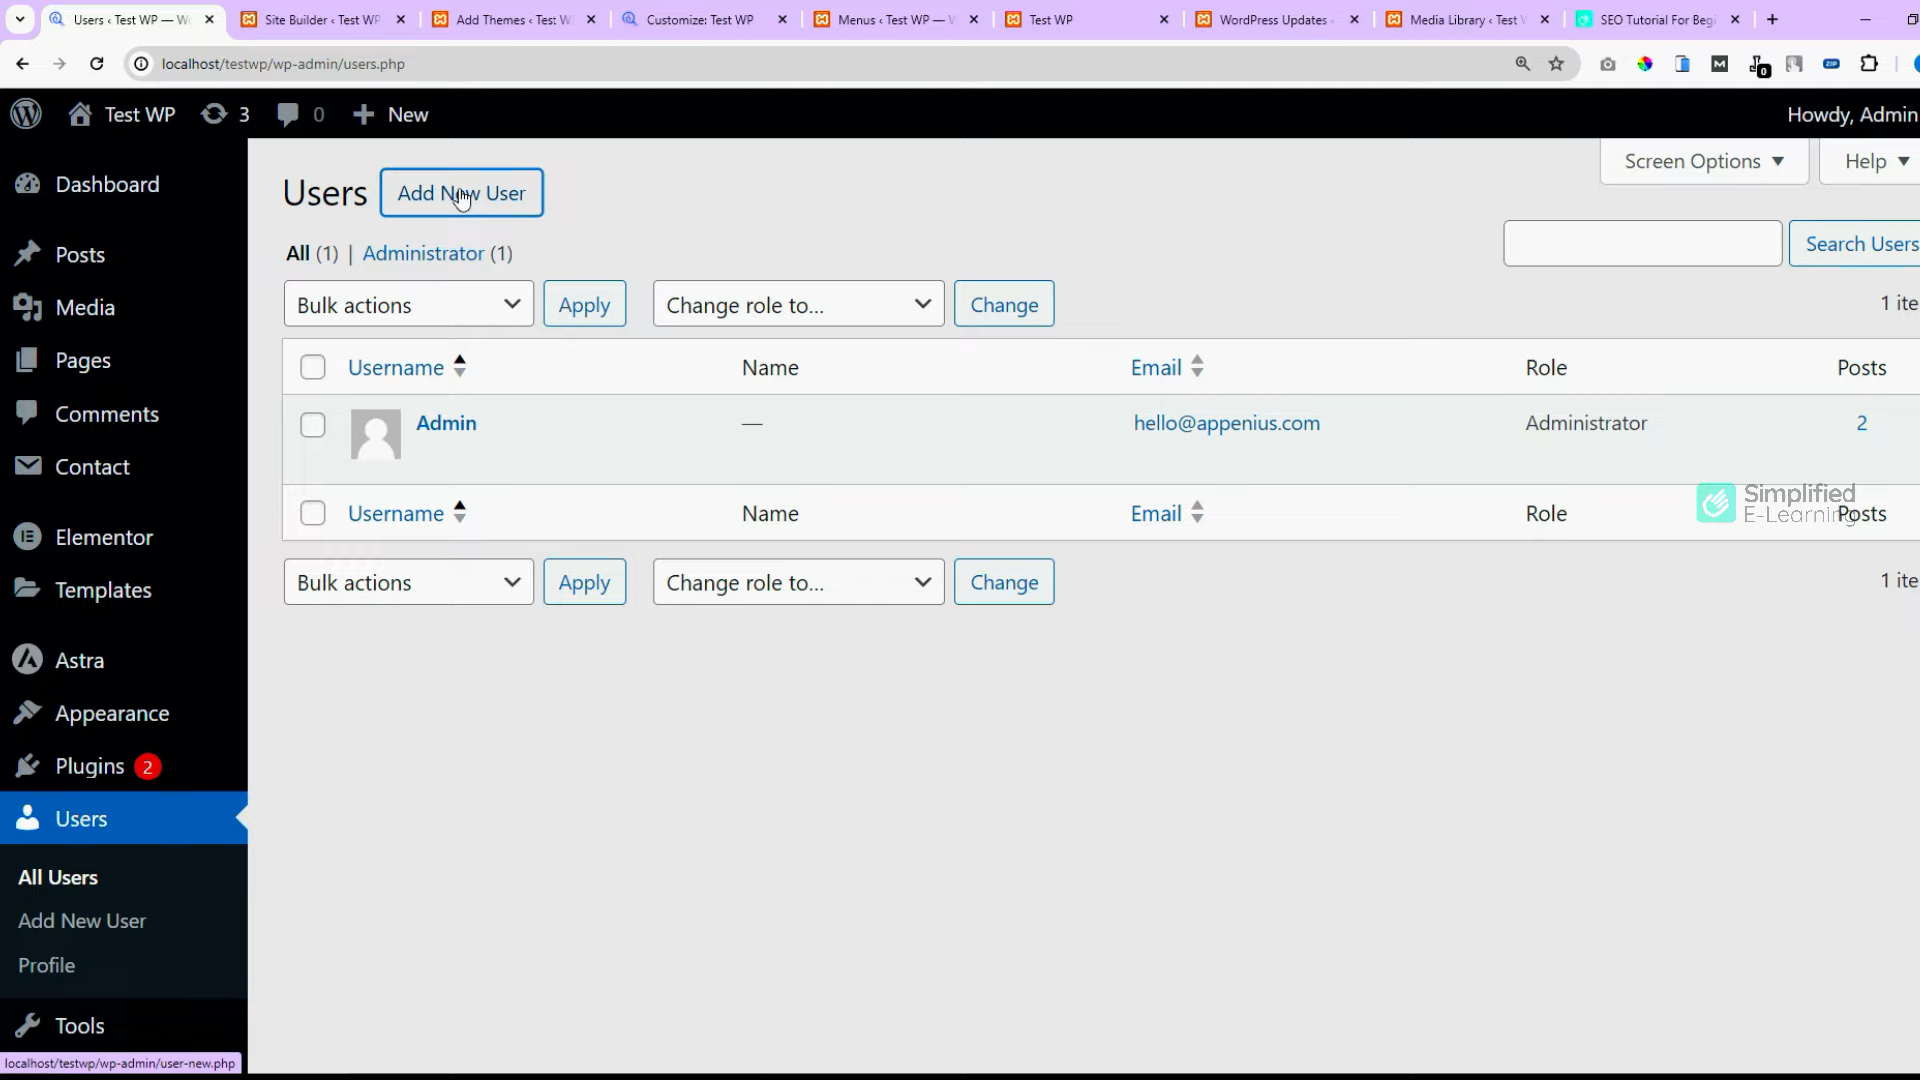 Users ‹ Test WP — Wo
Site Builder ‹ Test WP
Add Themes ‹ Test W
Customize: Test WP
Menus ‹ Test WP — W
Test WP
WordPress Updates ‹
Media Library ‹ Test W
SEO Tutorial For Begi
localhost/testwp/wp-admin/users.php
M
0
ZIP
Test WP
3
0
New
Howdy, Admin
Screen Options
Help
Dashboard
Posts
Media
Pages
Comments
Contact
Elementor
Templates
Astra
Appearance
Plugins 2
Users
All Users
Add New User
Profile
Tools
localhost/testwp/wp-admin/user-new.php
Users
Add New User
All (1) | Administrator (1)
Search Users
Bulk actions
Apply
Change role to...
Change
1 ite
Username
Name
Email
Role
Posts
Admin
—
hello@appenius.com
Administrator
2
Username
Name
Email
Role
Posts
Simplified
E-Learning
Bulk actions
Apply
Change role to...
Change
1 ite